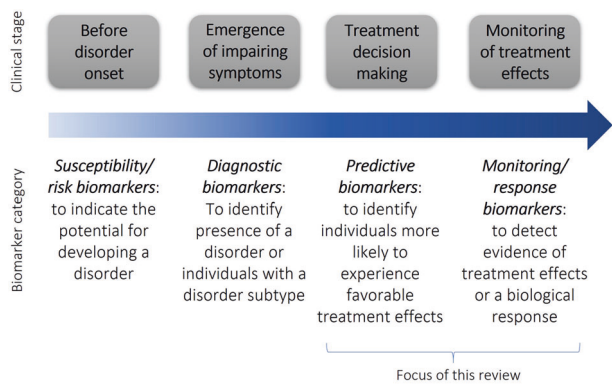 Clinical stage
Before
disorder
onset
Emergence
of impairing
symptoms
Treatment
decision
making
Monitoring
of treatment
effects
Biomarker category
Susceptibility/
risk biomarkers:
to indicate the
potential for
developing a
disorder
Diagnostic
biomarkers:
To identify
presence of a
disorder or
individuals with a
disorder subtype
Predictive
biomarkers:
to identify
individuals more
likely to
experience
favorable
treatment effects
Monitoring/
response
biomarkers:
to detect
evidence of
treatment effects
or a biological
response
Focus of this review